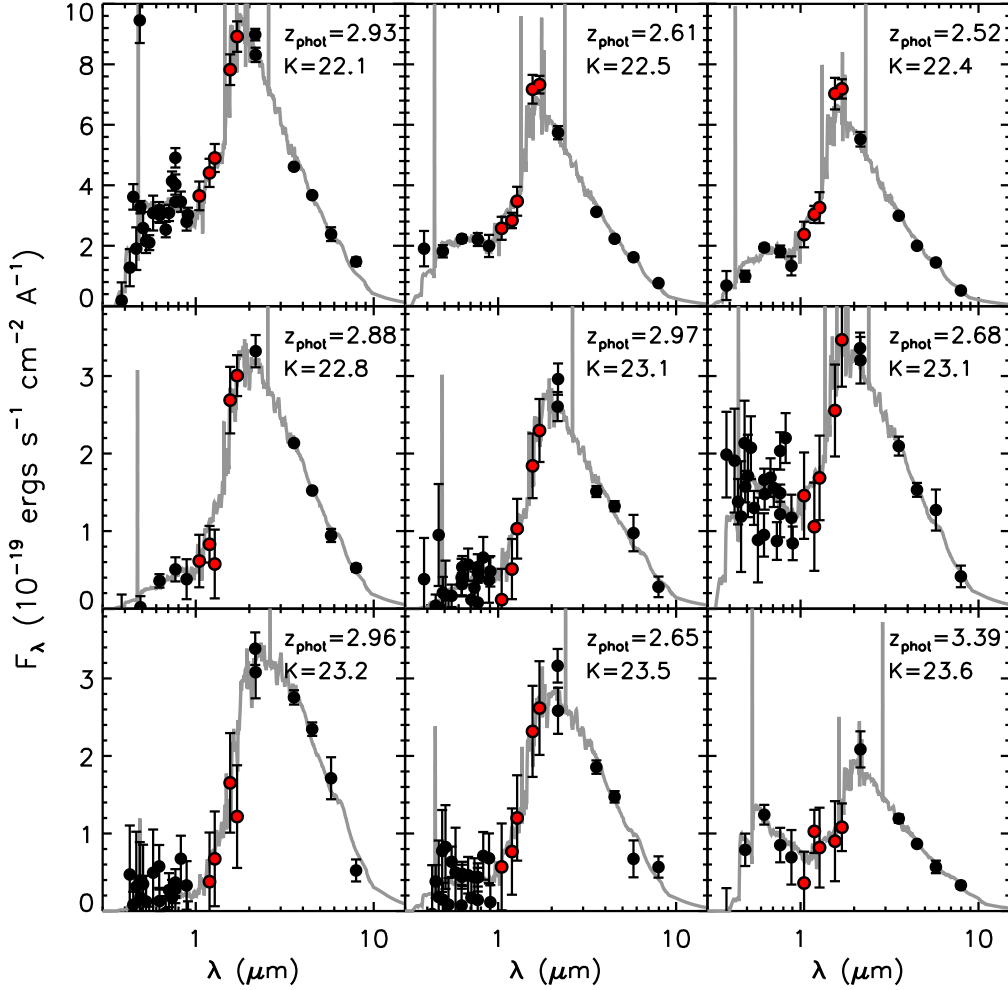 10
8
6
4
2
0
z_phot=2.93
K=22.1
z_phot=2.61
K=22.5
z_phot=2.52
K=22.4
3
2
1
0
z_phot=2.88
K=22.8
z_phot=2.97
K=23.1
z_phot=2.68
K=23.1
3
2
1
0
z_phot=2.96
K=23.2
z_phot=2.65
K=23.5
z_phot=3.39
K=23.6
F_λ (10^−19 ergs s^−1 cm^−2 A^−1)
1 10
1 10
1 10
λ (μm)
λ (μm)
λ (μm)